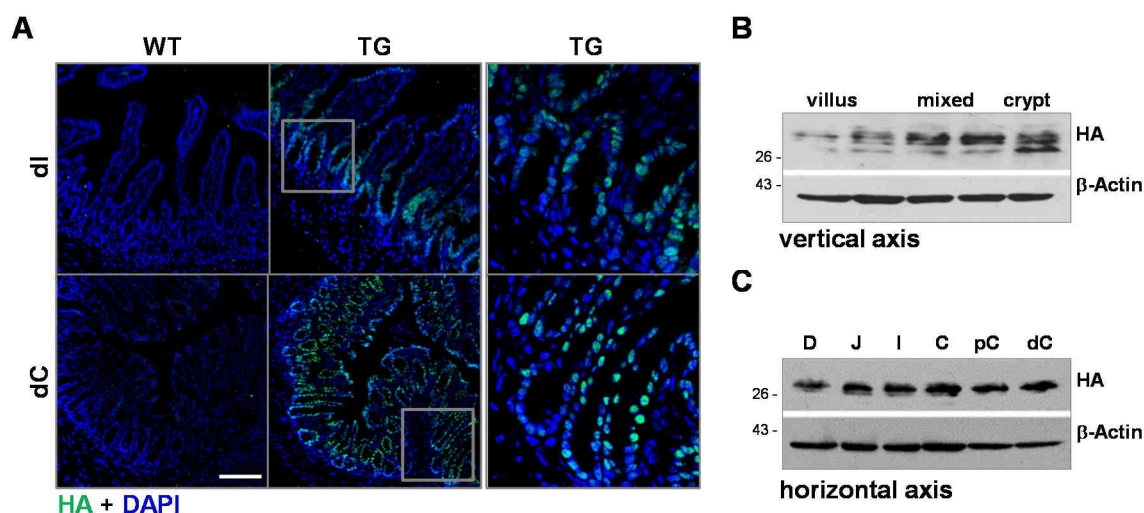 A
WT TG TG
dI
dC
HA + DAPI
B
villus mixed crypt
HA
26 -
43 -
β-Actin
vertical axis
C
D J I C pC dC
HA
26 -
43 -
β-Actin
horizontal axis